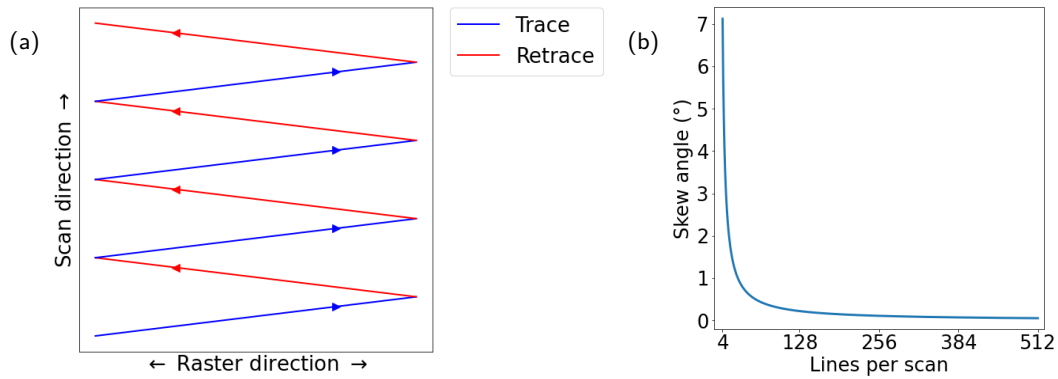 (a)
Scan direction →
← Raster direction →
Trace
Retrace
(b)
Skew angle (°)
7
6
5
4
3
2
1
0
4 128 256 384 512
Lines per scan